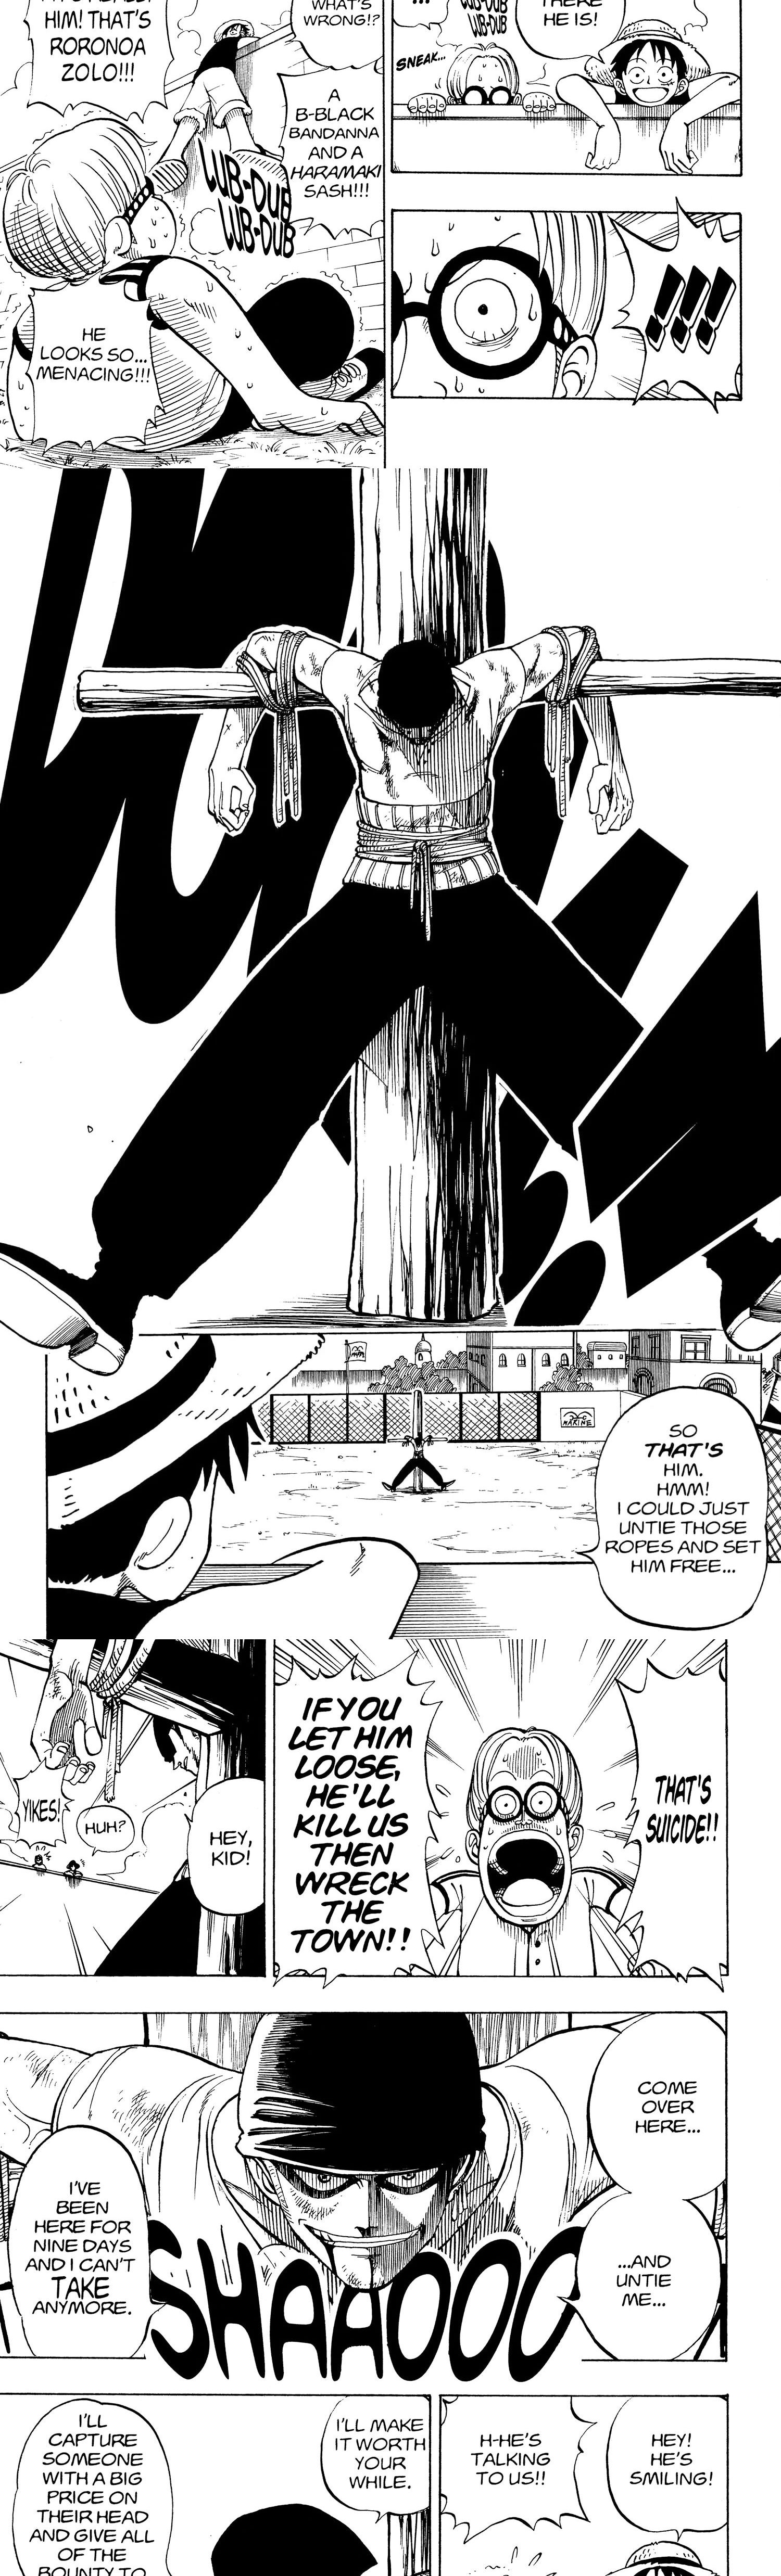 THERE
HE IS!
LUB-DUB
LUB-DUB
...
SNEAK...
!!!!
WHAT'S
WRONG!?
HIM! THAT'S
RORONOA
ZOLO!!!
A
B-BLACK
BANDANNA
AND A
HARAMAKI
SASH!!!
LUB-DUB
LUB-DUB
HE
LOOKS SO...
MENACING!!!
MARINE
SO
THAT'S
HIM.
HMM!
I COULD JUST
UNTIE THOSE
ROPES AND SET
HIM FREE...
THAT'S
SUICIDE!!
IF YOU
LET HIM
LOOSE,
HE'LL
KILL US
THEN
WRECK
THE
TOWN!!
HEY,
KID!
HUH?
YIKES!
COME
OVER
HERE...
...AND
UNTIE
ME...
I'VE
BEEN
HERE FOR
NINE DAYS
AND I CAN'T
TAKE
ANYMORE.
SHAAOOO
HEY!
HE'S
SMILING!
H-HE'S
TALKING
TO US!!
I'LL MAKE
IT WORTH
YOUR
WHILE.
I'LL
CAPTURE
SOMEONE
WITH A BIG
PRICE ON
THEIR HEAD
AND GIVE ALL
OF THE
BOUNTY TO